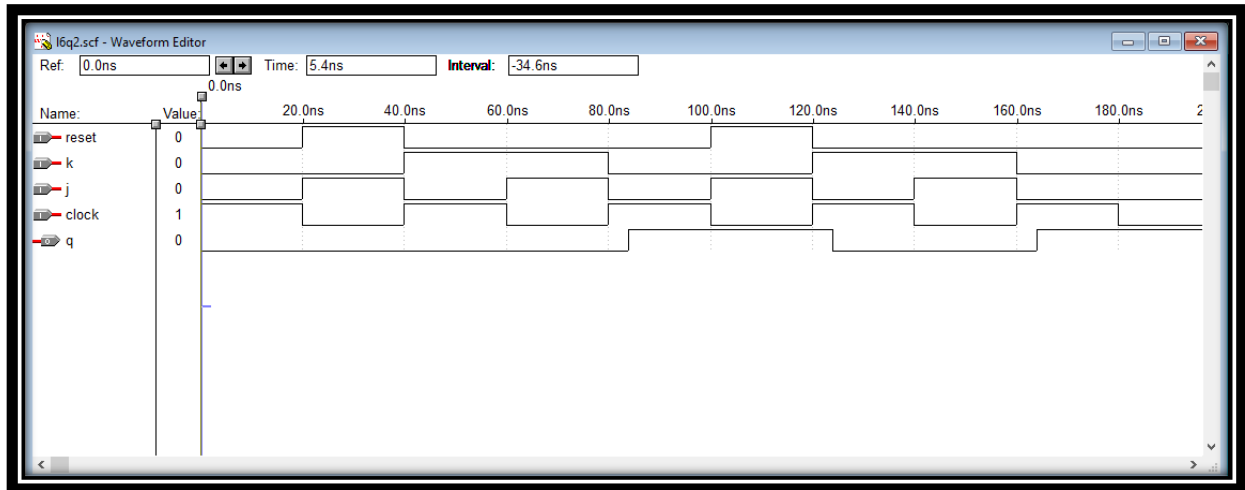 l6q2.scf - Waveform Editor
Ref: 0.0ns Time: 5.4ns Interval: -34.6ns
0.0ns
Name: Value: 20.0ns 40.0ns 60.0ns 80.0ns 100.0ns 120.0ns 140.0ns 160.0ns 180.0ns 2
reset 0
k 0
j 0
clock 1
q 0